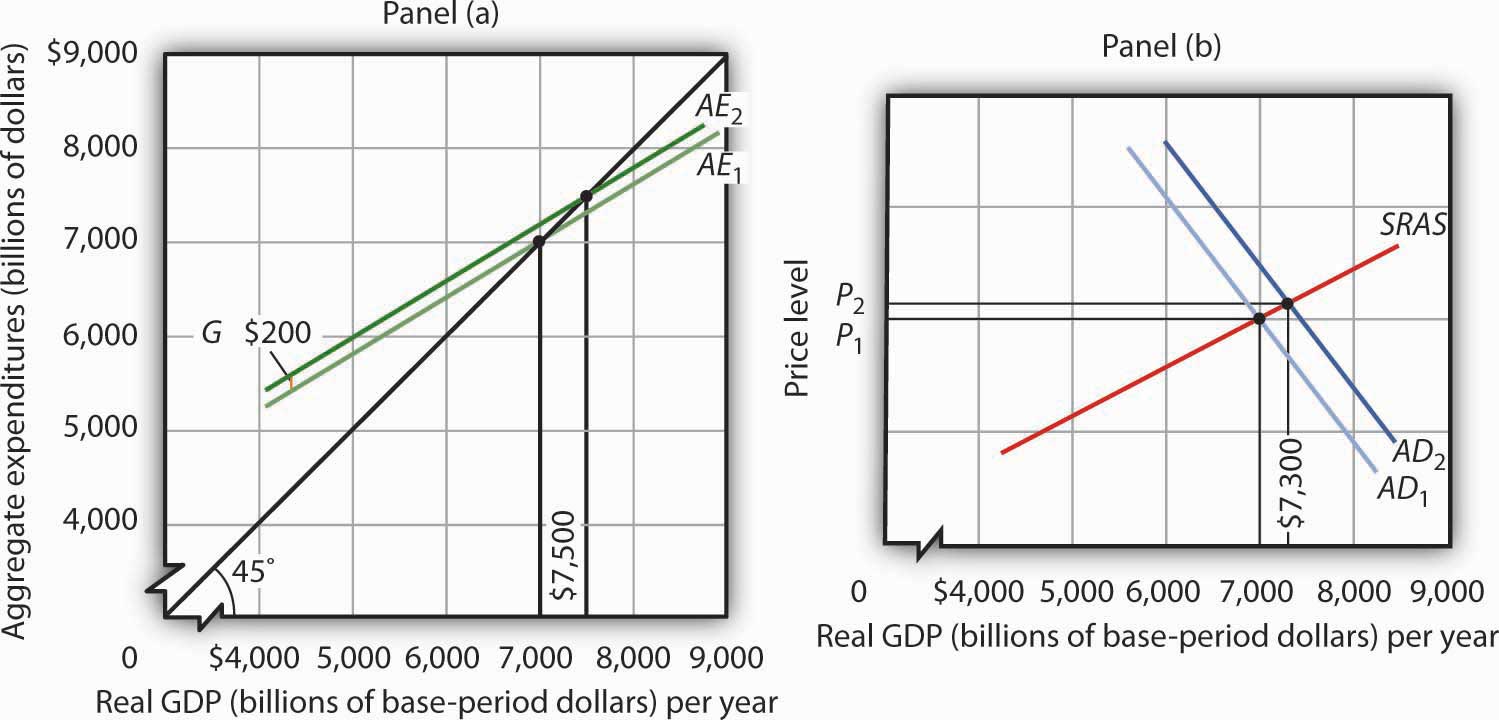 Panel (a)
Aggregate expenditures (billions of dollars)
$9,000
8,000
7,000
6,000
5,000
4,000
AE2
AE1
G $200
45°
$7,500
0 $4,000 5,000 6,000 7,000 8,000 9,000
Real GDP (billions of base-period dollars) per year
Panel (b)
Price level
P2
P1
SRAS
AD2
AD1
$7,300
0 $4,000 5,000 6,000 7,000 8,000 9,000
Real GDP (billions of base-period dollars) per year